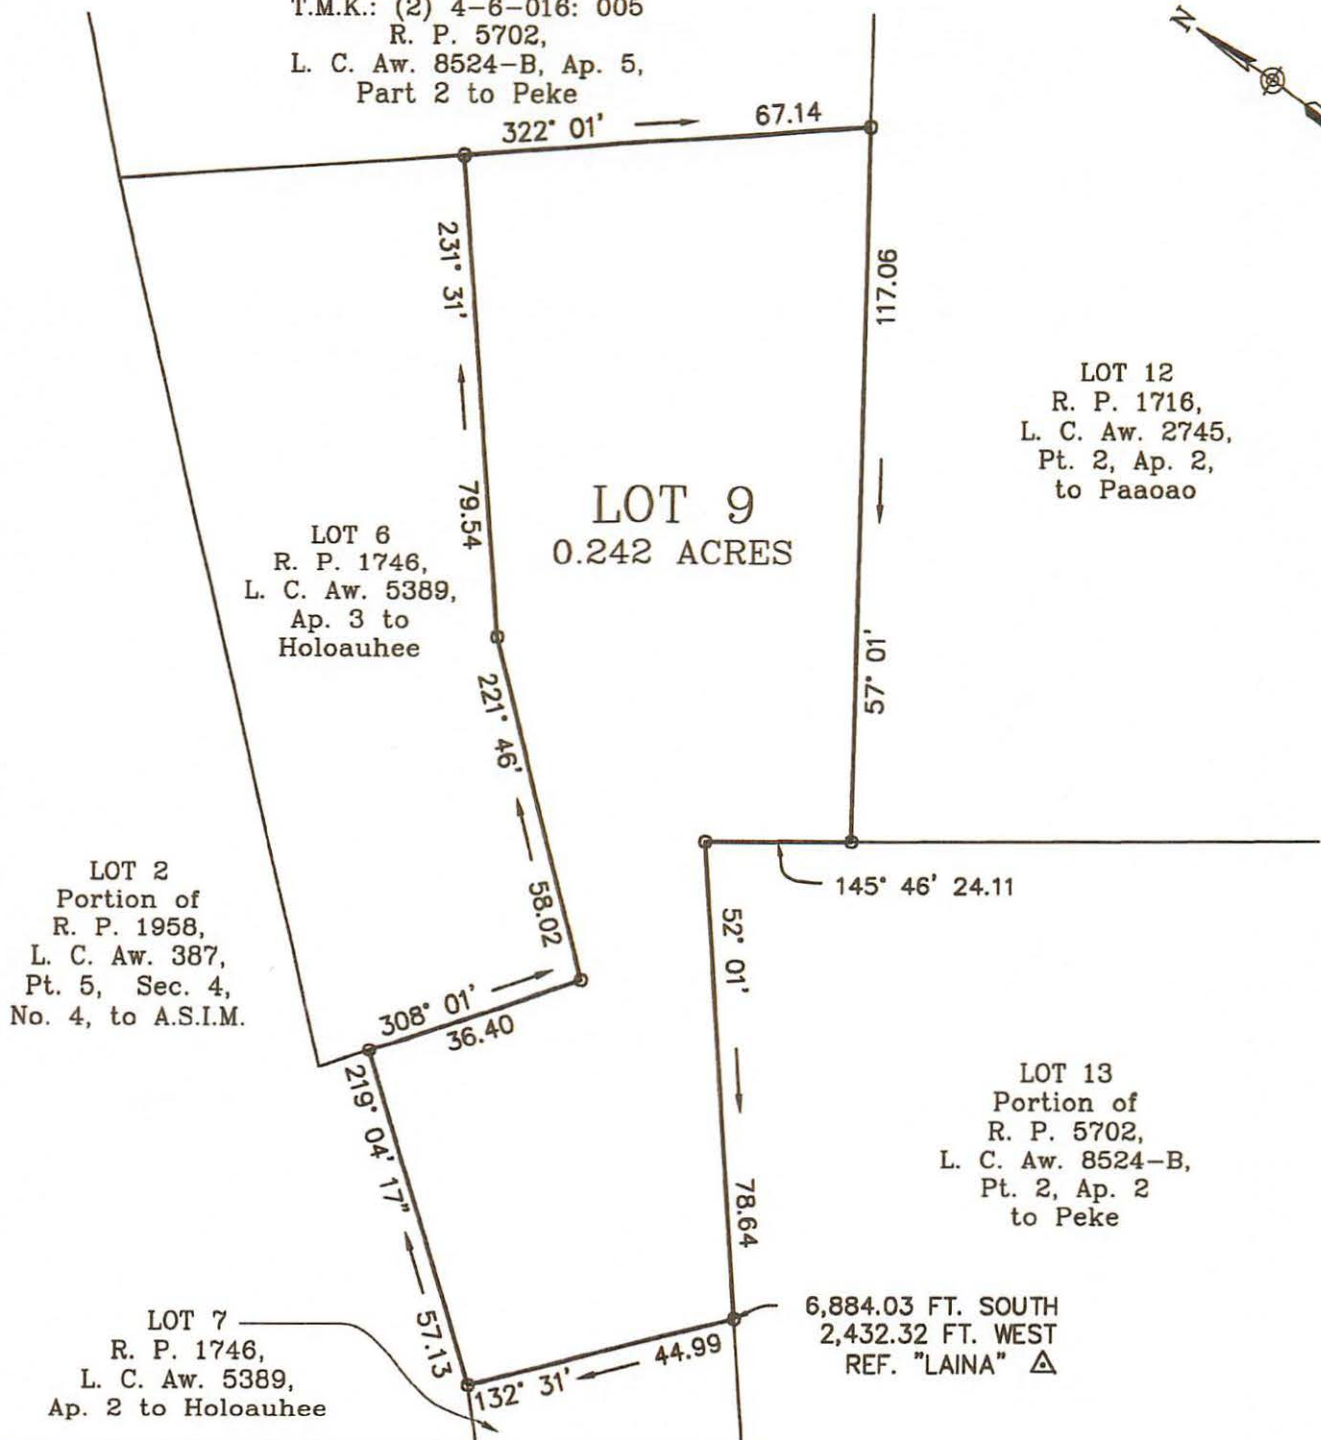 T.M.K.: (2) 4-6-016: 005
R. P. 5702,
L. C. Aw. 8524-B, Ap. 5,
Part 2 to Peke
N
322° 01'
67.14
231° 31'
79.54
117.06
57° 01'
LOT 12
R. P. 1716,
L. C. Aw. 2745,
Pt. 2, Ap. 2,
to Paaoao
LOT 9
0.242 ACRES
LOT 6
R. P. 1746,
L. C. Aw. 5389,
Ap. 3 to
Holoauhee
221° 46'
58.02
145° 46' 24.11
LOT 2
Portion of
R. P. 1958,
L. C. Aw. 387,
Pt. 5, Sec. 4,
No. 4, to A.S.I.M.
308° 01'
36.40
52° 01'
78.64
219° 04' 17"
57.13
LOT 13
Portion of
R. P. 5702,
L. C. Aw. 8524-B,
Pt. 2, Ap. 2
to Peke
6,884.03 FT. SOUTH
2,432.32 FT. WEST
REF. "LAINA"
44.99
132° 31'
LOT 7
R. P. 1746,
L. C. Aw. 5389,
Ap. 2 to Holoauhee